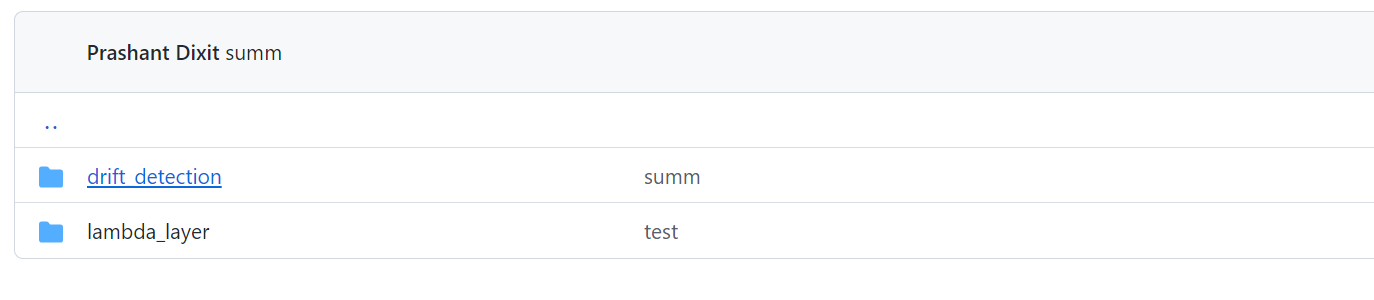 Prashant Dixit summ
..
drift_detection summ
lambda_layer test